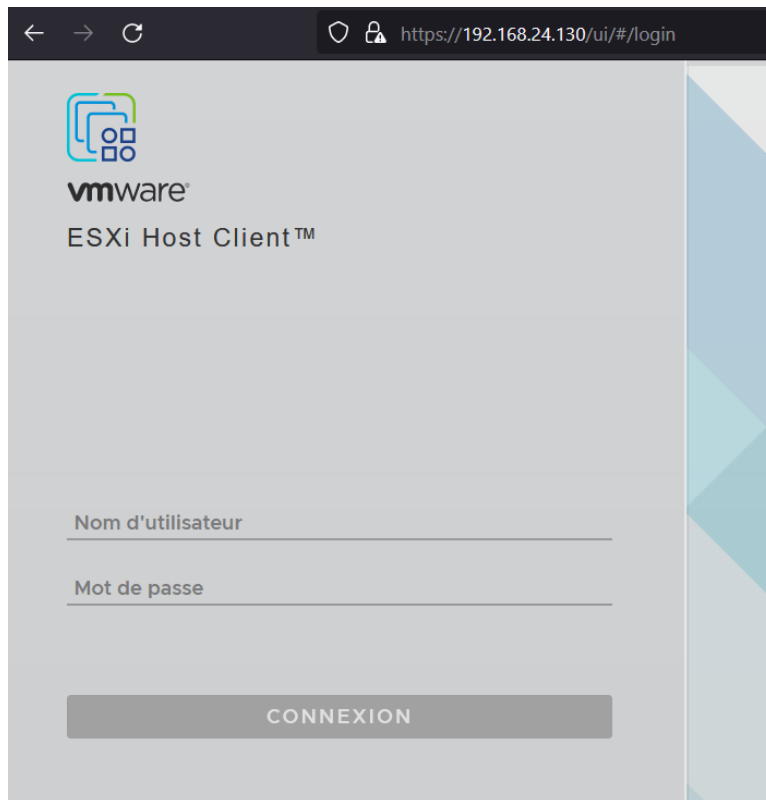 https://192.168.24.130/ui/#/login
vmware®
ESXi Host Client™
Nom d'utilisateur
Mot de passe
CONNEXION